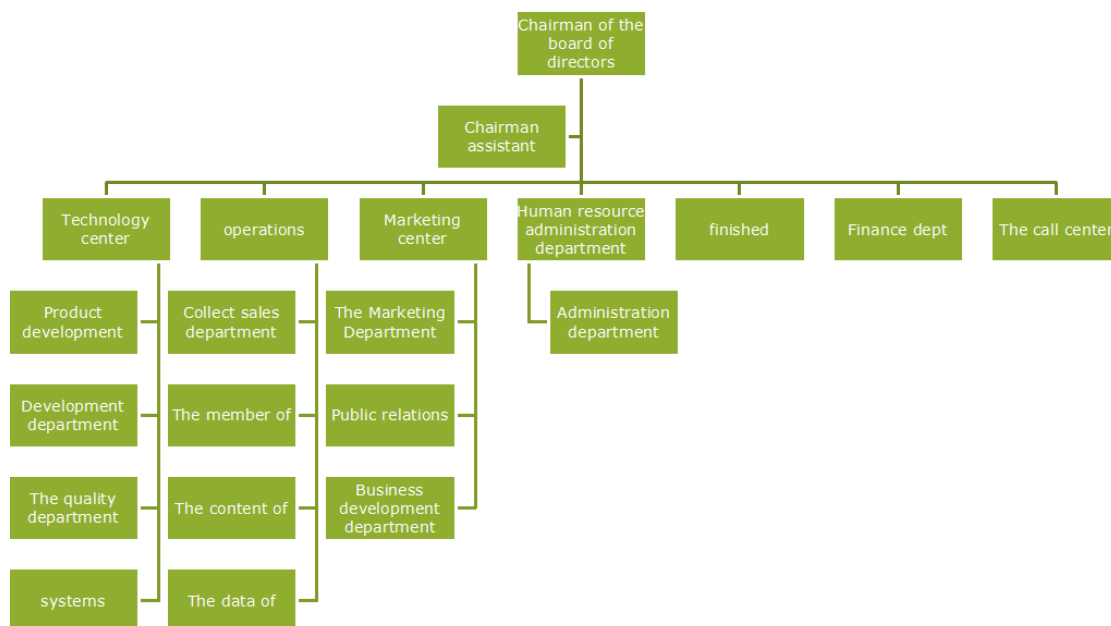 Chairman of the
board of
directors
Chairman
assistant
Technology
center
operations
Marketing
center
Human resource
administration
department
finished
Finance dept
The call center
Product
development
Collect sales
department
The Marketing
Department
Administration
department
Development
department
The member of
Public relations
The quality
department
The content of
Business
development
department
systems
The data of